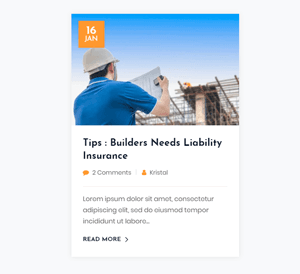 16
JAN
Tips : Builders Needs Liability
Insurance
2 Comments
Kristal
Lorem ipsum dolor sit amet, consectetur
adipiscing elit, sed do eiusmod tempor
incididunt ut labore...
READ MORE